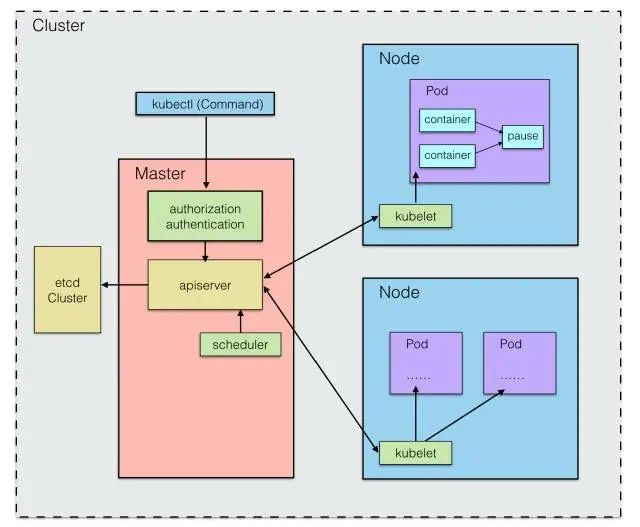 Cluster
kubectl (Command)
Master
authorization
authentication
etcd
Cluster
apiserver
scheduler
Node
Pod
container
container
pause
kubelet
Node
Pod
......
Pod
......
kubelet